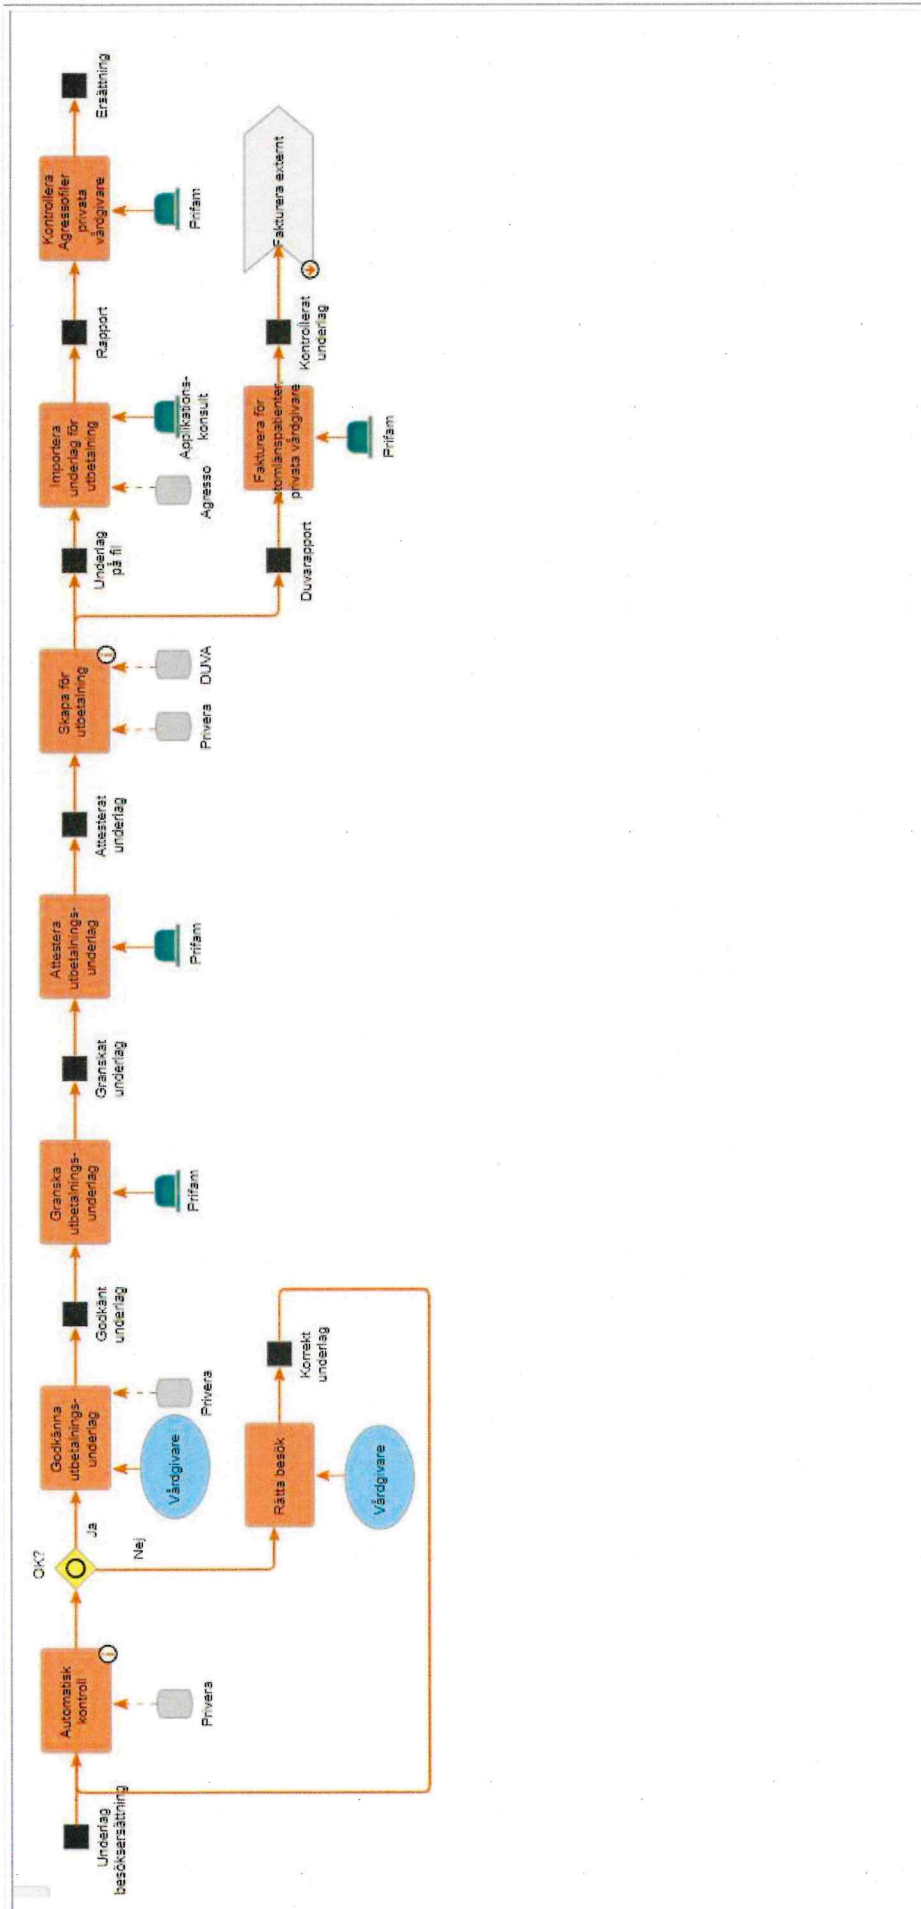 Underlag
besöksersättning
Automatisk
kontroll
Privera
OK?
Ja
Nej
Godkänna
utbetalnings-
underlag
Vårdgivare
Privera
Rätta besök
Vårdgivare
Korrekt
underlag
Godkänt
underlag
Granska
utbetalnings-
underlag
Prifam
Granskat
underlag
Attestera
utbetalnings-
underlag
Prifam
Attesterat
underlag
Skapa för
utbetalning
Privera
DUVA
Underlag
på fil
Importera
underlag för
utbetalning
Agresso
Applikations-
konsult
Rapport
Kontrollera
Agressofiler
privata
vårdgivare
Prifam
Ersättning
Duvarapport
Fakturera för
utomlänspatienter,
privata vårdgivare
Prifam
Kontrollerat
underlag
Fakturera externt